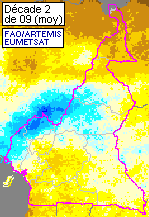 Décade 2
de 09 (moy)
FAO/ARTEMIS
EUMETSAT